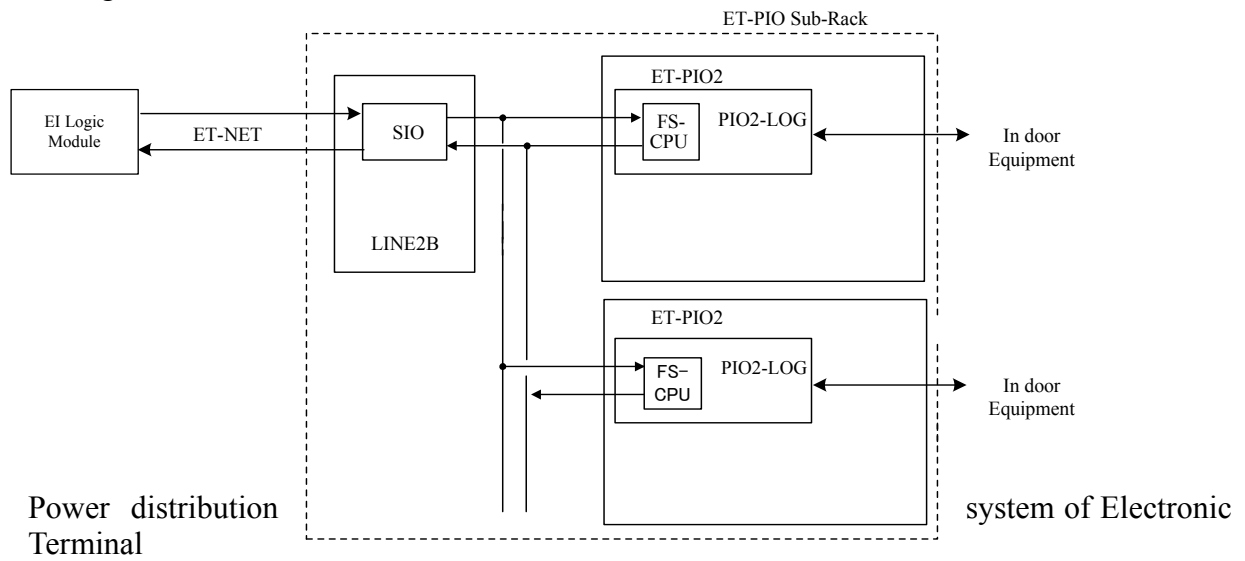 ET-PIO Sub-Rack
ET-PIO2
EI Logic
Module
ET-NET
SIO
FS-
CPU
PIO2-LOG
In door
Equipment
LINE2B
ET-PIO2
FS-
CPU
PIO2-LOG
In door
Equipment
Power distribution system of Electronic
Terminal